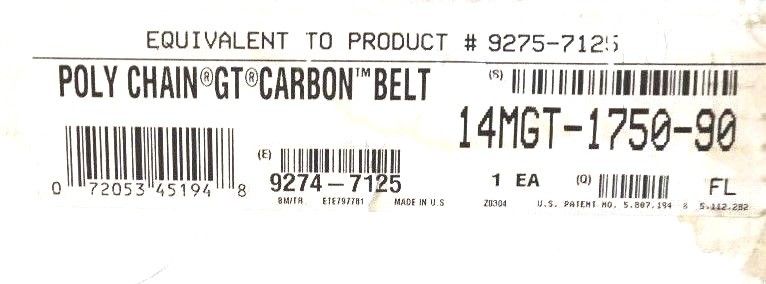 EQUIVALENT TO PRODUCT # 9275-7125
POLY CHAIN®GT®CARBON™BELT
(S)
14MGT-1750-90
0 72053 45194 8
(E)
9274-7125
1 EA (Q) FL
BM/TR ETE797781 MADE IN U.S Z0304 U.S. PATENT NO. 5,807,194 & 5,112,282